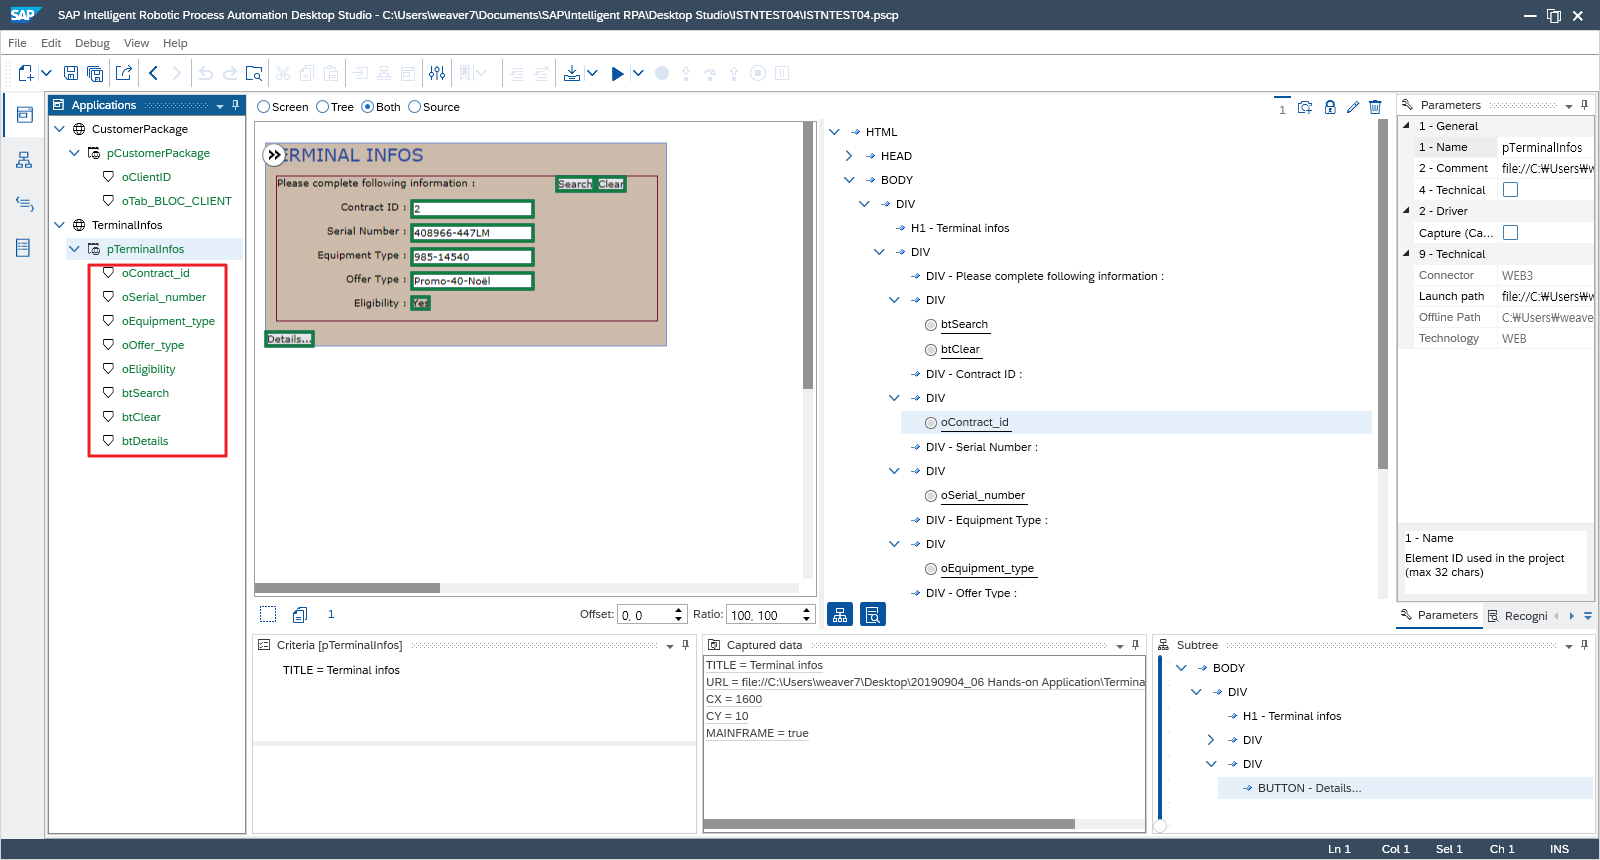 SAP SAP Intelligent Robotic Process Automation Desktop Studio - C:\Users\weaver7\Documents\SAP\Intelligent RPA\Desktop Studio\ISTNTEST04\ISTNTEST04.pscp
File Edit Debug View Help
Applications
CustomerPackage
pCustomerPackage
oClientID
oTab_BLOC_CLIENT
TerminalInfos
pTerminalInfos
oContract_id
oSerial_number
oEquipment_type
oOffer_type
oEligibility
btSearch
btClear
btDetails
Screen Tree Both Source
1
ERMINAL INFOS
Please complete following information :
Search Clear
Contract ID : 2
Serial Number : 408966-447LM
Equipment Type : 985-14540
Offer Type : Promo-40-Noël
Eligibility : Yes
Details...
1
Offset: 0, 0 Ratio: 100, 100
HTML
HEAD
BODY
DIV
H1 - Terminal infos
DIV
DIV - Please complete following information :
DIV
btSearch
btClear
DIV - Contract ID :
DIV
oContract_id
DIV - Serial Number :
DIV
oSerial_number
DIV - Equipment Type :
DIV
oEquipment_type
DIV - Offer Type :
Parameters
1 - General
1 - Name pTerminalInfos
2 - Comment file://C:₩Users₩w
4 - Technical
2 - Driver
Capture (Ca...
9 - Technical
Connector WEB3
Launch path file://C:₩Users₩w
Offline Path C:₩Users₩weave
Technology WEB
1 - Name
Element ID used in the project
(max 32 chars)
Parameters Recogni
Criteria [pTerminalInfos]
TITLE = Terminal infos
Captured data
TITLE = Terminal infos
URL = file://C:\Users\weaver7\Desktop\20190904_06 Hands-on Application\Termina
CX = 1600
CY = 10
MAINFRAME = true
Subtree
BODY
DIV
H1 - Terminal infos
DIV
DIV
BUTTON - Details...
Ln 1 Col 1 Sel 1 Ch 1 INS